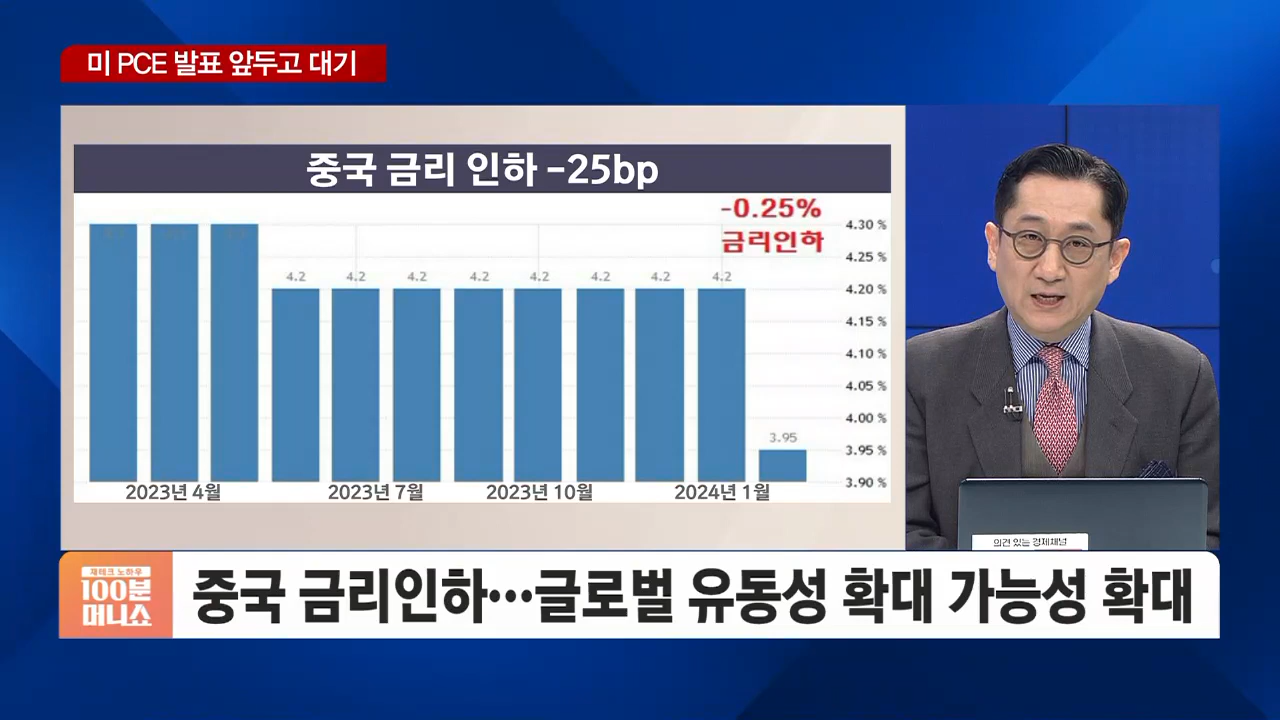 미 PCE 발표 앞두고 대기
중국 금리 인하 -25bp
-0.25%
금리인하
4.30 %
4.25 %
4.20 %
4.15 %
4.10 %
4.05 %
4.00 %
3.95 %
3.90 %
4.2 4.2 4.2 4.2 4.2 4.2 4.2 4.2
3.95
2023년 4월 2023년 7월 2023년 10월 2024년 1월
의견 있는 경제채널
재테크 노하우
100분
머니쇼
중국 금리인하…글로벌 유동성 확대 가능성 확대